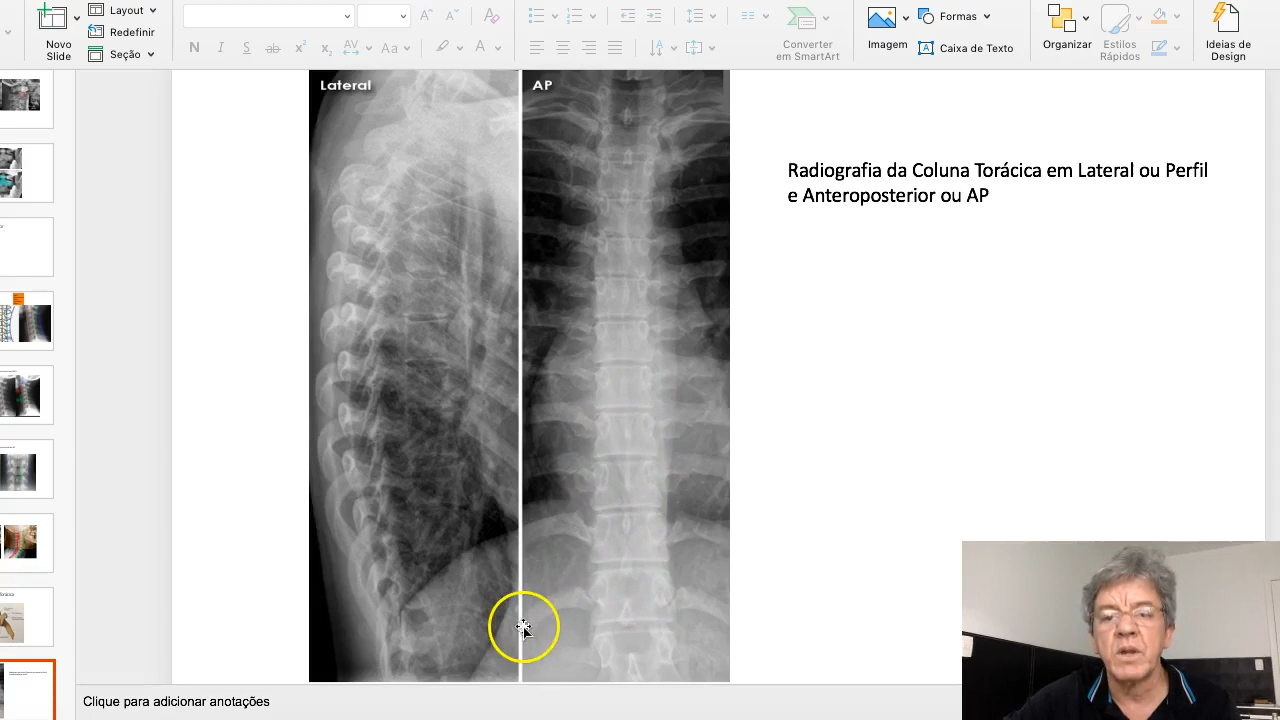 Layout
Formas
Novo
Slide
Redefinir
Seção
N I S ab x² x₂ AV Aa A
Converter
em SmartArt
Imagem
Caixa de Texto
Organizar
Estilos
Rápidos
Ideias de
Design
Lateral
AP
Radiografia da Coluna Torácica em Lateral ou Perfil
e Anteroposterior ou AP
Clique para adicionar anotações